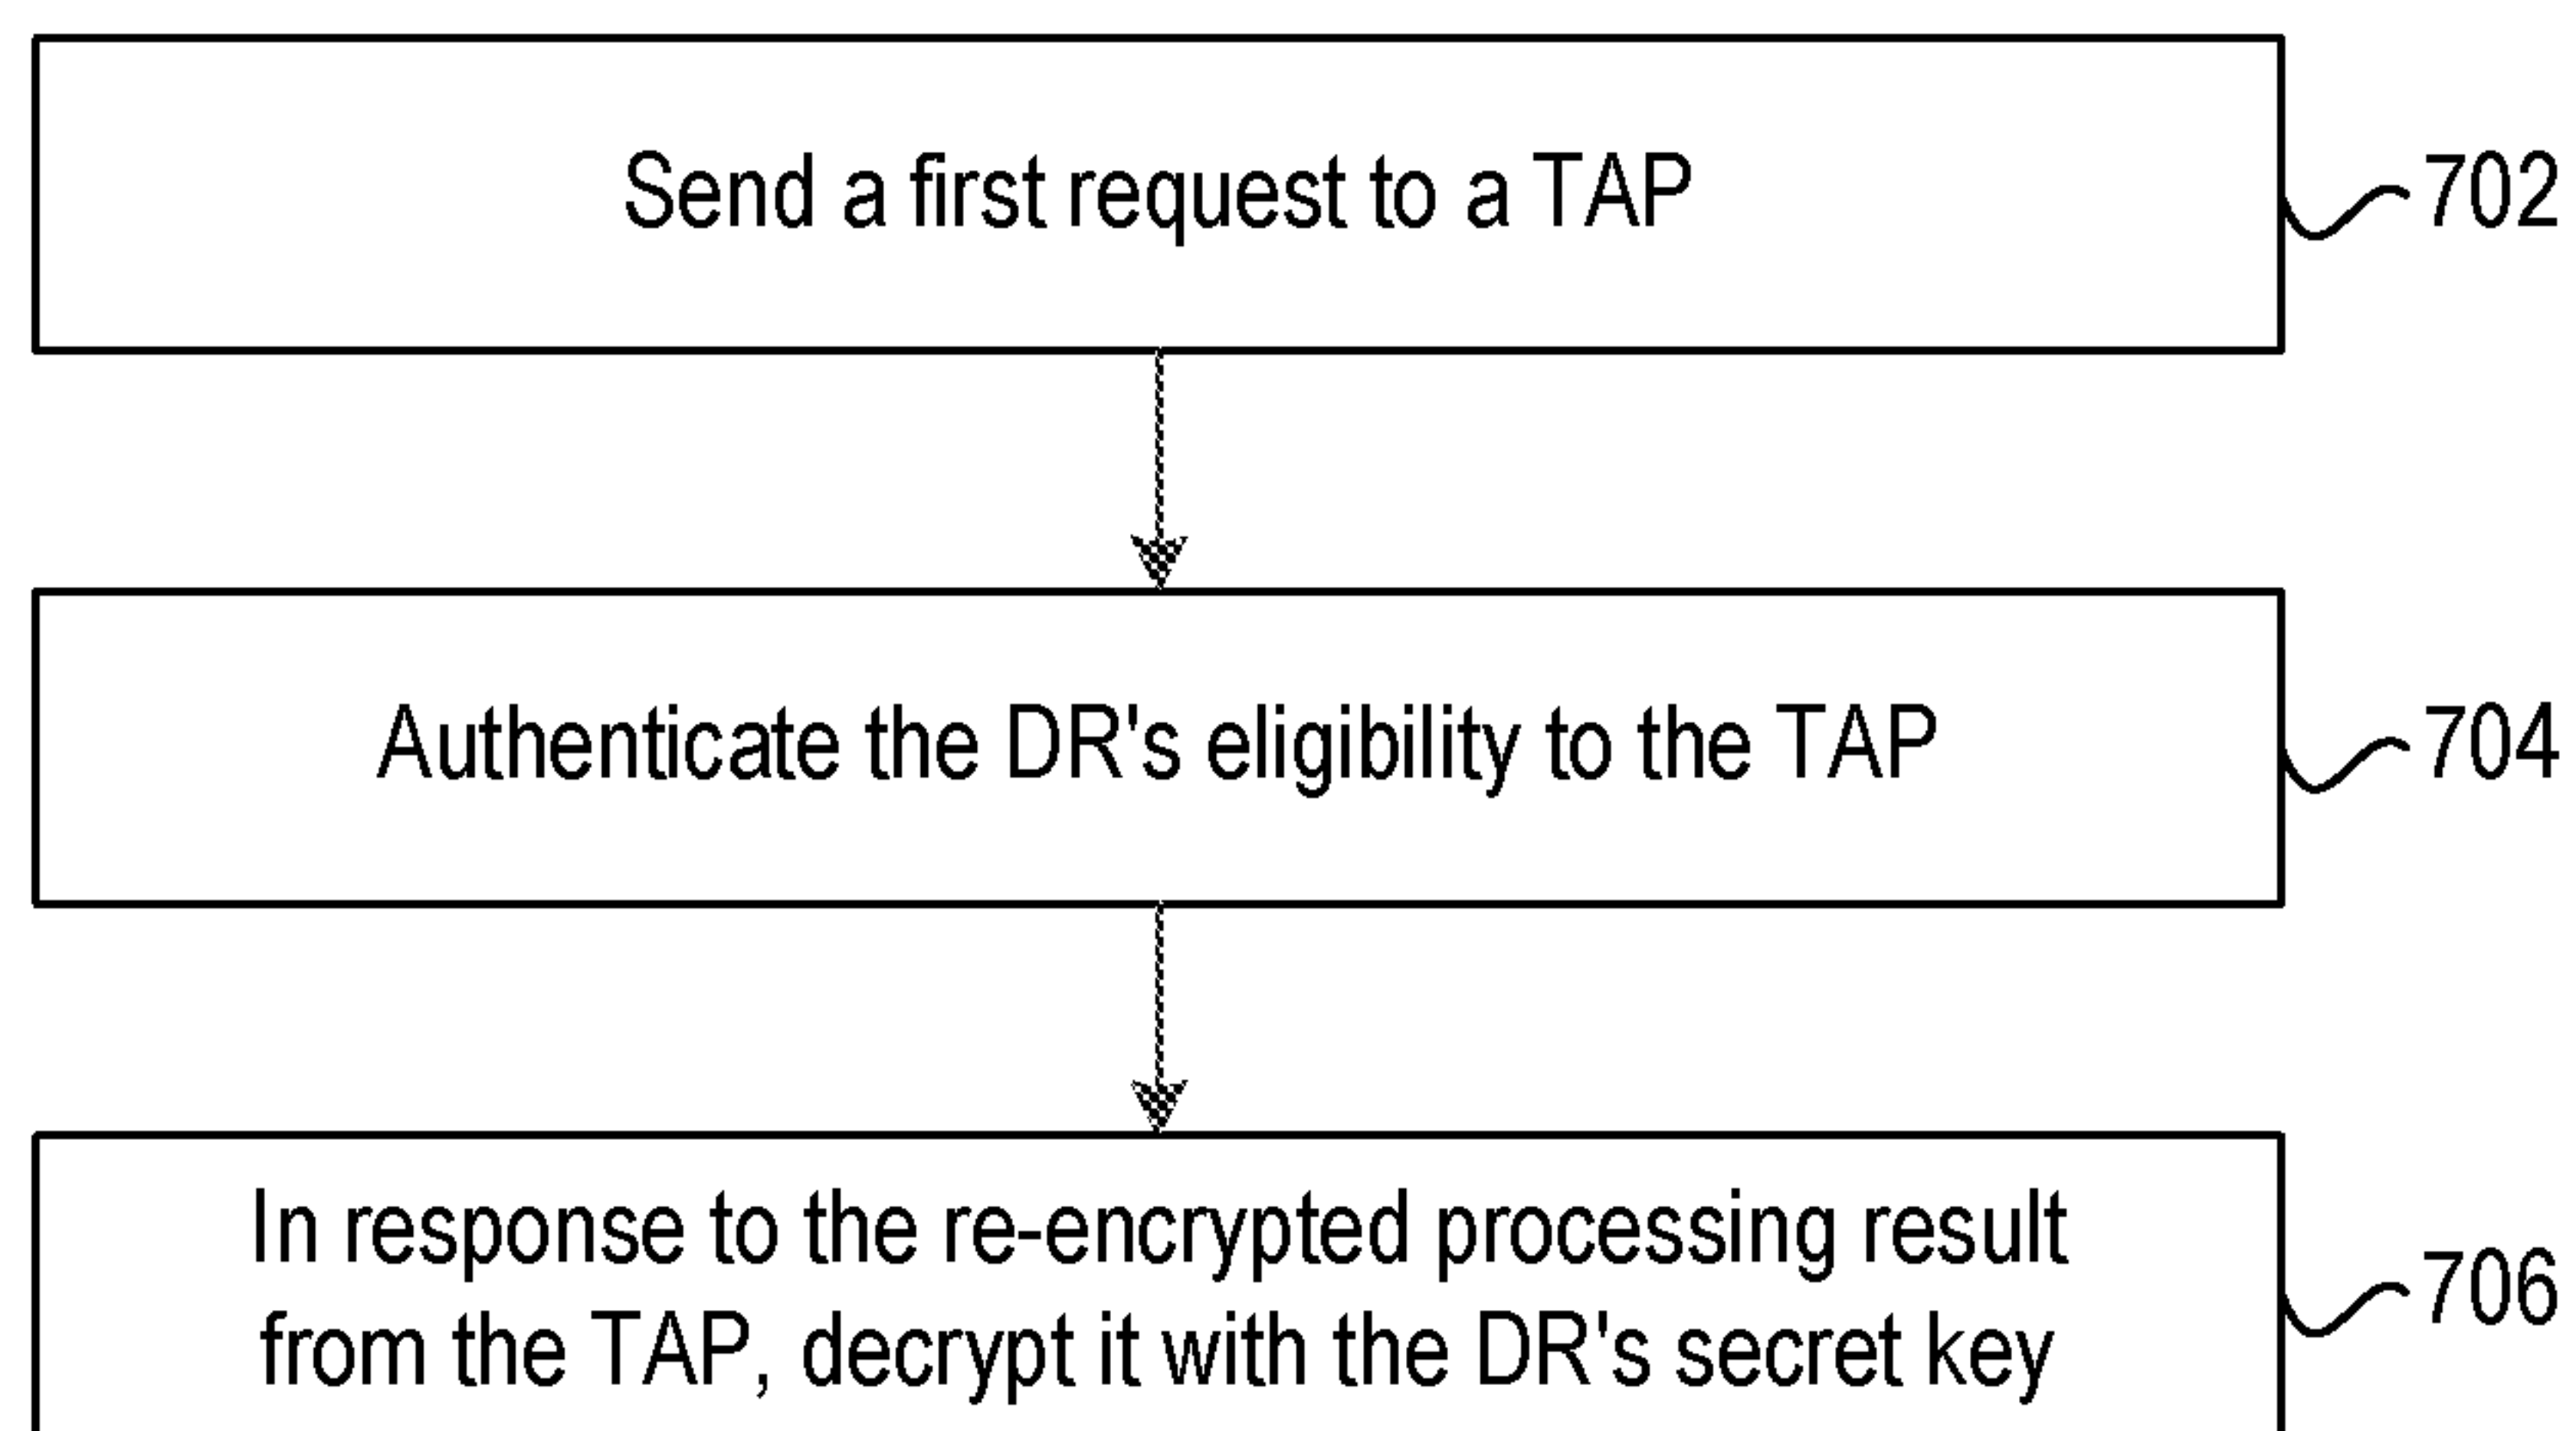 Send a first request to a TAP
702
Authenticate the DR's eligibility to the TAP
704
In response to the re-encrypted processing result
from the TAP, decrypt it with the DR's secret key
706